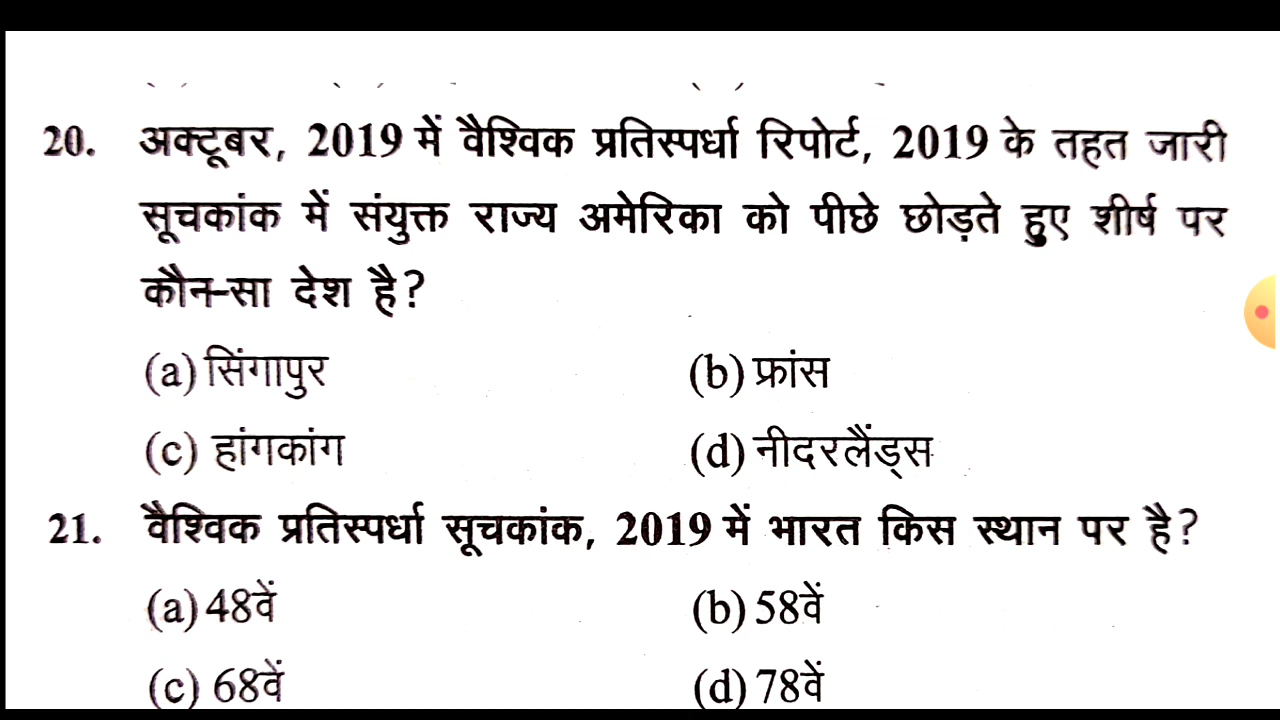 20. अक्टूबर, 2019 में वैश्विक प्रतिस्पर्धा रिपोर्ट, 2019 के तहत जारी
सूचकांक में संयुक्त राज्य अमेरिका को पीछे छोड़ते हुए शीर्ष पर
कौन-सा देश है?
(a) सिंगापुर (b) फ्रांस
(c) हांगकांग (d) नीदरलैंड्स
21. वैश्विक प्रतिस्पर्धा सूचकांक, 2019 में भारत किस स्थान पर है?
(a) 48वें (b) 58वें
(c) 68वें (d) 78वें